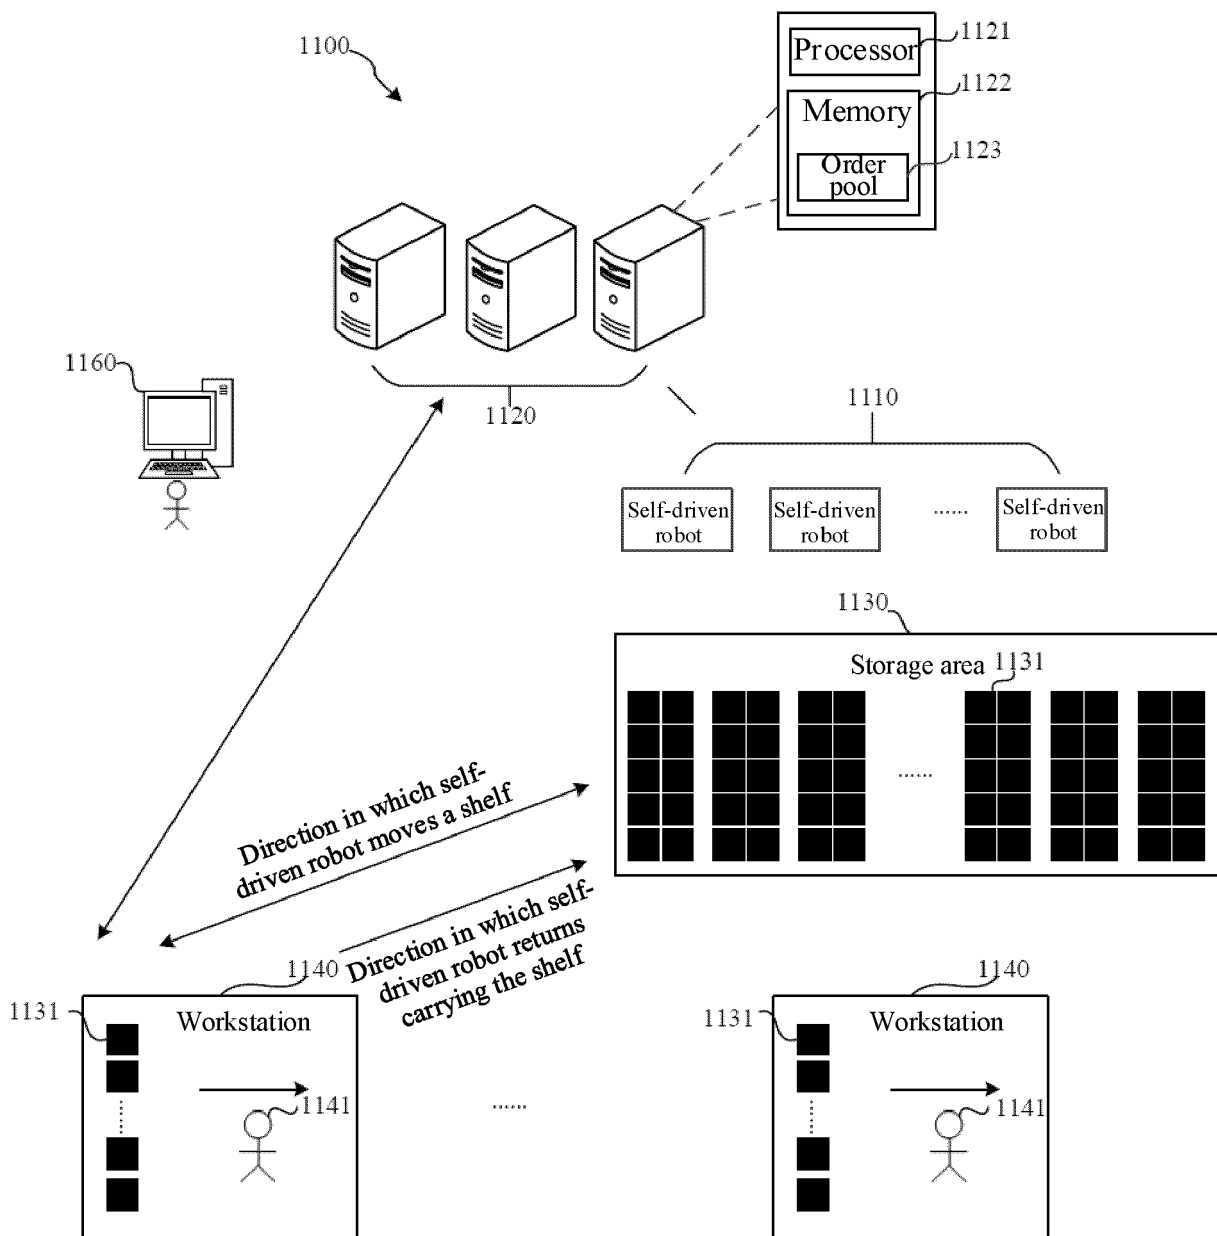 1100
Processor
1121
Memory
1122
Order
pool
1123
1160
1120
1110
Self-driven
robot
Self-driven
robot
......
Self-driven
robot
1130
Storage area
1131
......
Direction in which self-
driven robot moves a shelf
Direction in which self-
driven robot returns
carrying the shelf
1140
1131
Workstation
1141
......
1140
1131
Workstation
1141